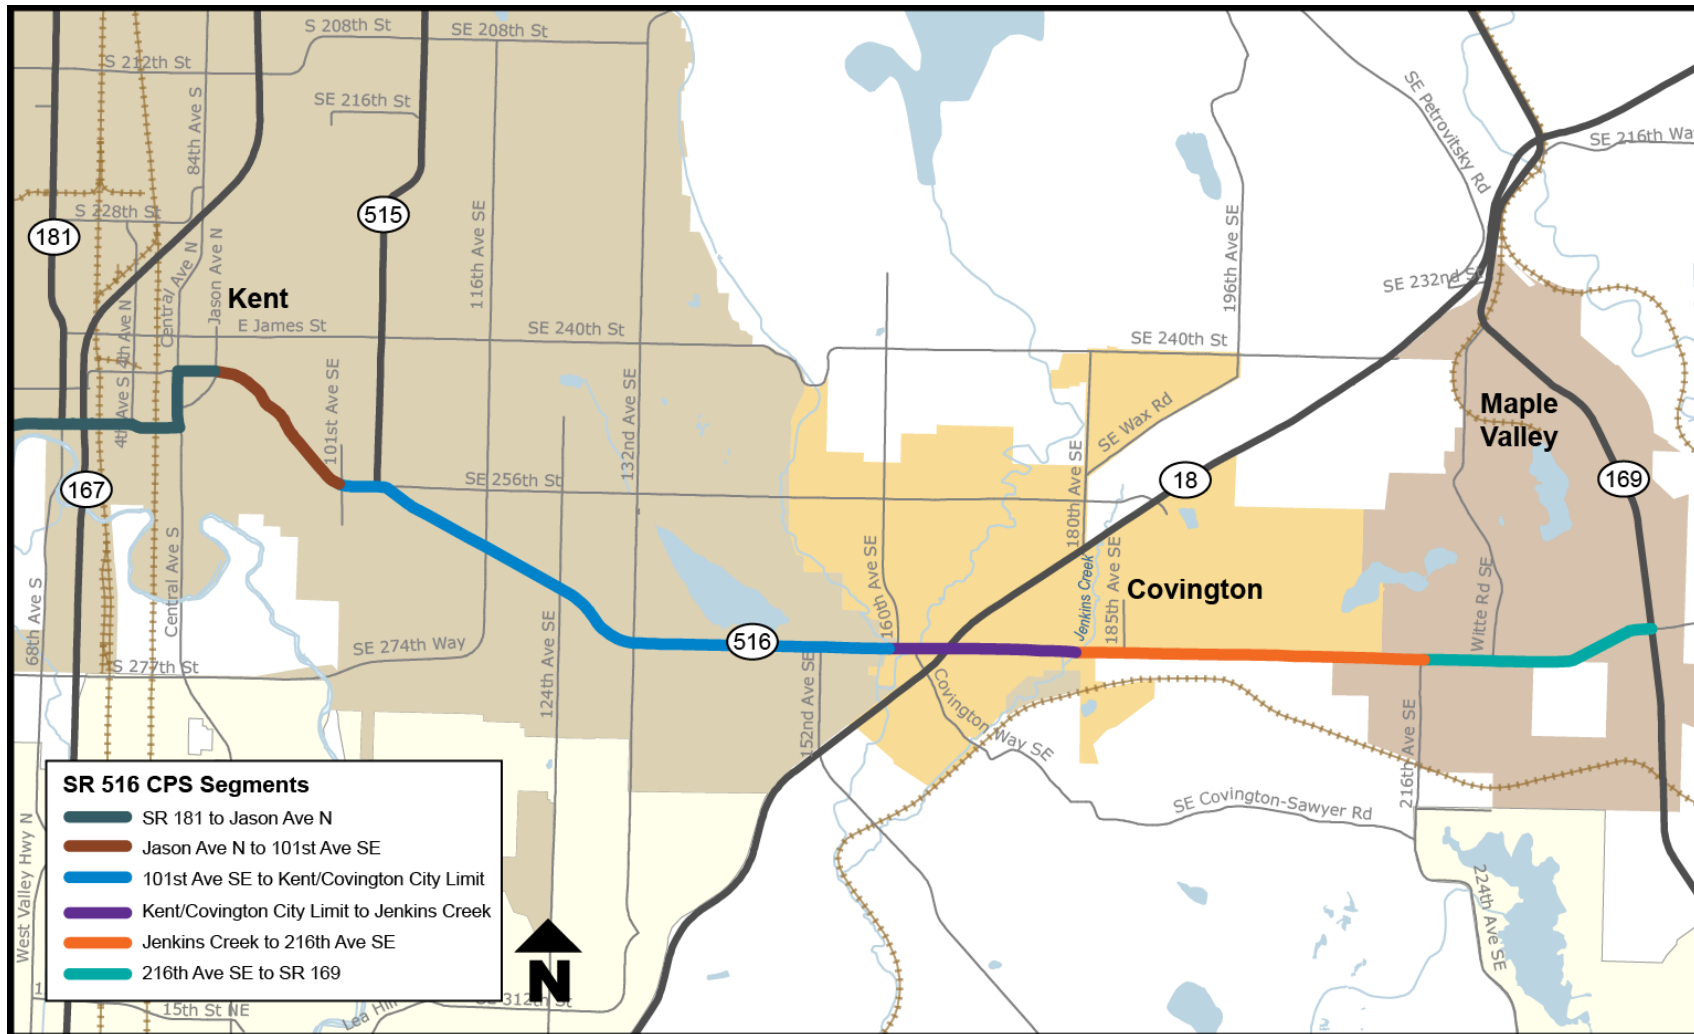 S 208th St
SE 208th St
S 212th St
SE 216th St
84th Ave S
SE Petrovitsky Rd
SE 216th Wa
S 228th St
181
515
116th Ave SE
196th Ave SE
SE 232nd St
Central Ave N
Jason Ave N
Kent
E James St
SE 240th St
SE 240th St
4th Ave N
4th Ave S
101st Ave SE
132nd Ave SE
SE Wax Rd
Maple
Valley
167
SE 256th St
180th Ave SE
18
169
Central Ave S
160th Ave SE
Jenkins Creek
185th Ave SE
Covington
Witte Rd SE
68th Ave S
SE 274th Way
516
S 277th St
124th Ave SE
152nd Ave SE
Covington Way SE
216th Ave SE
SE Covington-Sawyer Rd
224th Ave SE
West Valley Hwy N
SR 516 CPS Segments
SR 181 to Jason Ave N
Jason Ave N to 101st Ave SE
101st Ave SE to Kent/Covington City Limit
Kent/Covington City Limit to Jenkins Creek
Jenkins Creek to 216th Ave SE
216th Ave SE to SR 169
N
15th St NE
Lea Hill
SE 312th St